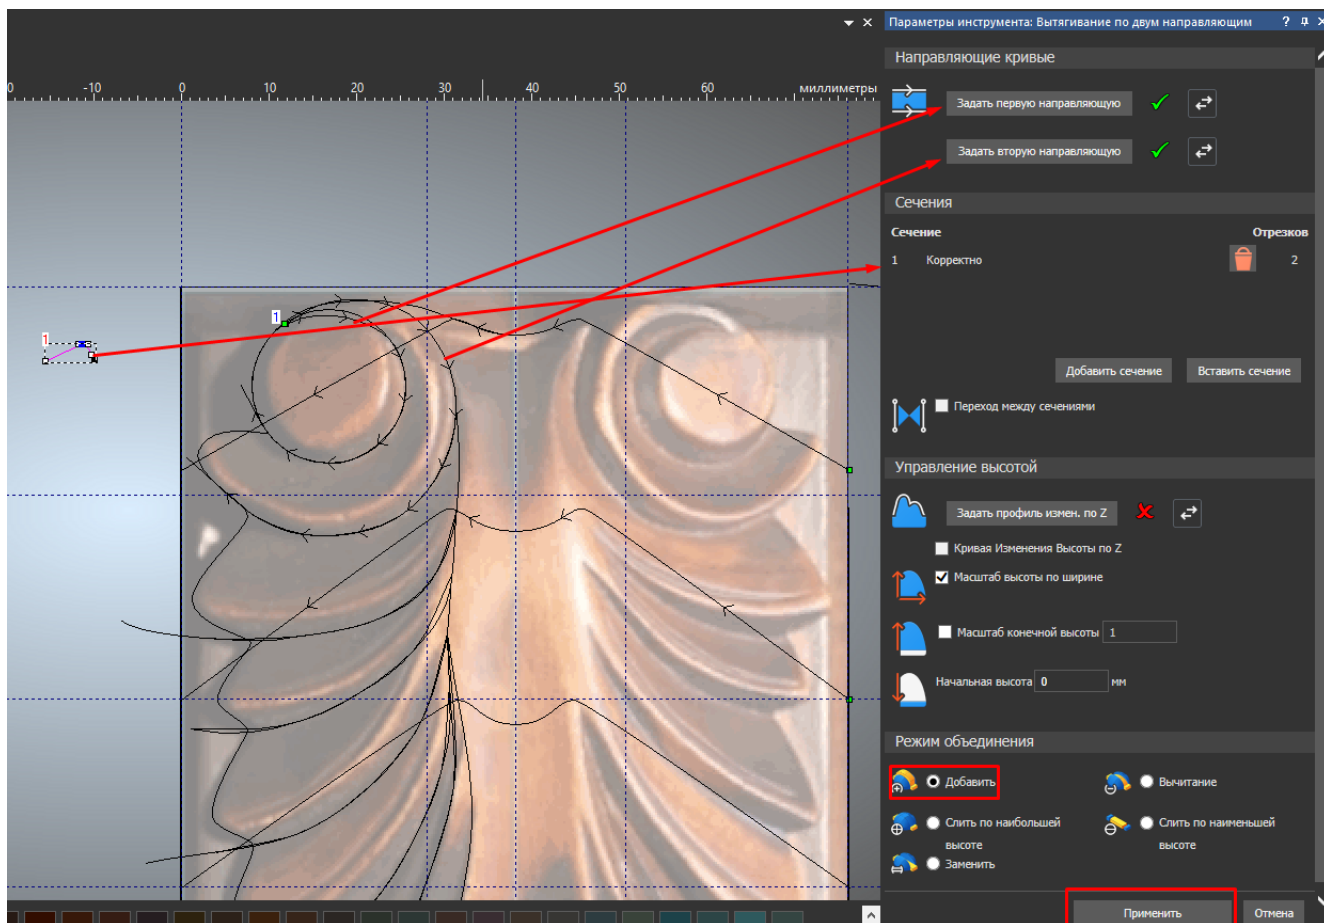 Параметры инструмента: Вытягивание по двум направляющим
Направляющие кривые
-10 0 10 20 30 40 50 60 миллиметры
Задать первую направляющую
Задать вторую направляющую
Сечения
Сечение Отрезков
1 Корректно 2
1
1
Добавить сечение Вставить сечение
Переход между сечениями
Управление высотой
Задать профиль измен. по Z
Кривая Изменения Высоты по Z
Масштаб высоты по ширине
Масштаб конечной высоты 1
Начальная высота 0 мм
Режим объединения
Добавить Вычитание
Слить по наибольшей высоте
Слить по наименьшей высоте
Заменить
Применить Отмена